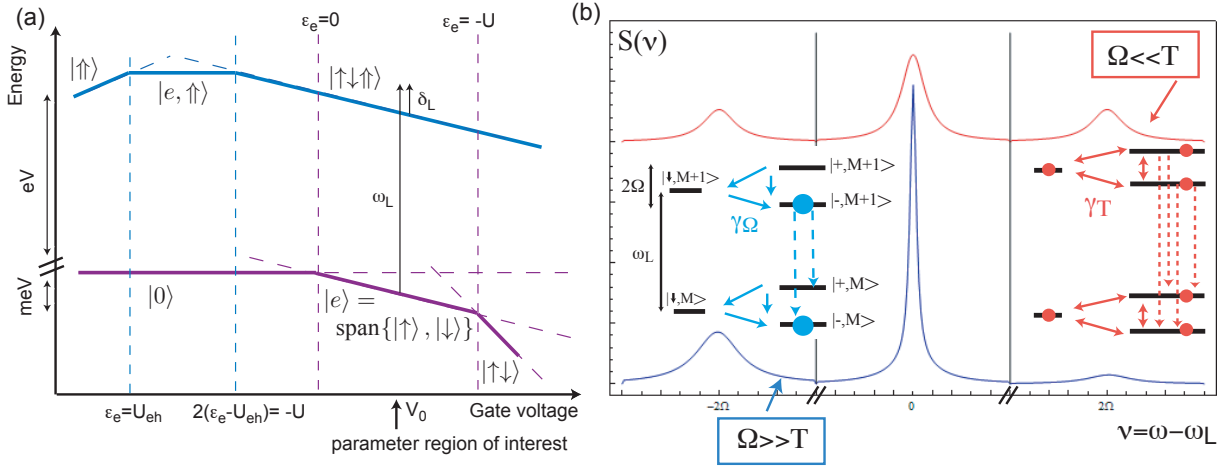 (a)
ε_e=0
ε_e= -U
Energy
|⇑⟩
|e,⇑⟩
|↑↓⇑⟩
δ_L
eV
ω_L
meV
|0⟩
|e⟩ =
span{|↑⟩, |↓⟩}
|↑↓⟩
ε_e=U_eh
2(ε_e-U_eh)= -U
V_0
Gate voltage
parameter region of interest
(b)
S(ν)
Ω<<T
2Ω
|↓,M+1>
|+,M+1>
|-,M+1>
γ_Ω
γ_T
ω_L
|↓,M>
|+,M>
|-,M>
−2Ω
0
2Ω
Ω>>T
ν=ω−ω_L